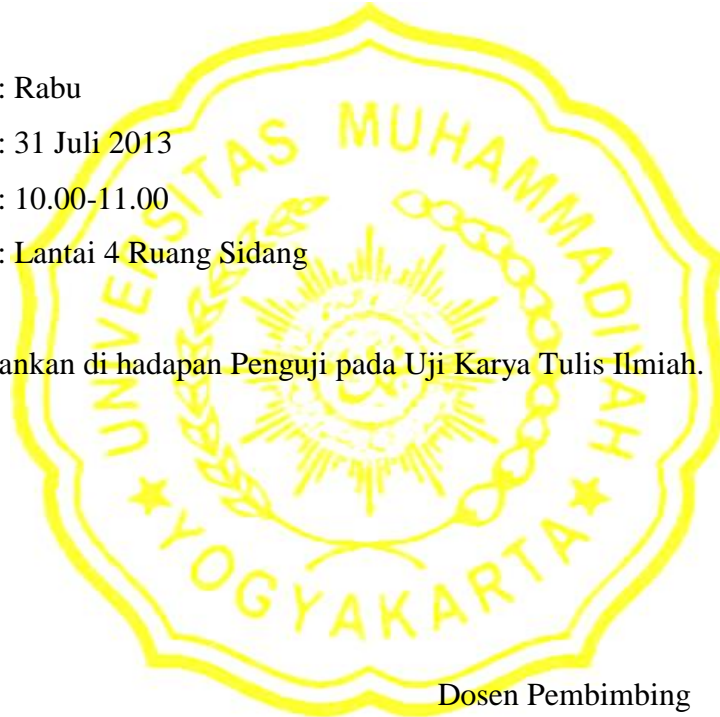 : Rabu
: 31 Juli 2013
: 10.00-11.00
: Lantai 4 Ruang Sidang
ankan di hadapan Penguji pada Uji Karya Tulis Ilmiah.
UNIVERSITAS MUHAMMADIYAH
YOGYAKARTA
Dosen Pembimbing